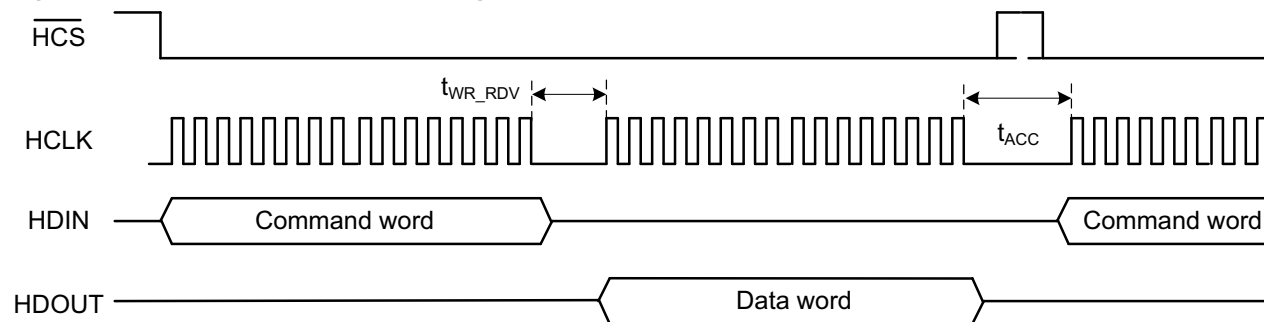 HCS
tWR_RDV
HCLK
tACC
HDIN
Command word
Command word
HDOUT
Data word